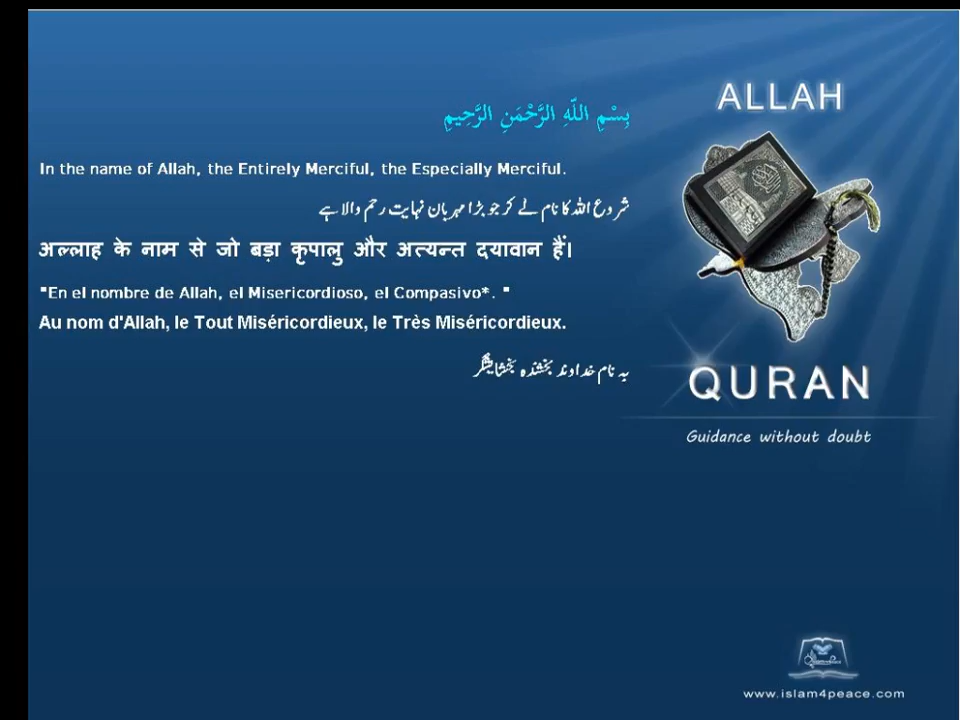 بِسْمِ اللَّهِ الرَّحْمَنِ الرَّحِيمِ
In the name of Allah, the Entirely Merciful, the Especially Merciful.
شروع اللہ کا نام لے کر جو بڑا مہربان نہایت رحم والا ہے
अल्लाह के नाम से जो बड़ा कृपालु और अत्यन्त दयावान हैं।
"En el nombre de Allah, el Misericordioso, el Compasivo*. "
Au nom d'Allah, le Tout Miséricordieux, le Très Miséricordieux.
به نام خداوند بخشنده بخشایشگر
ALLAH
QURAN
Guidance without doubt
www.islam4peace.com